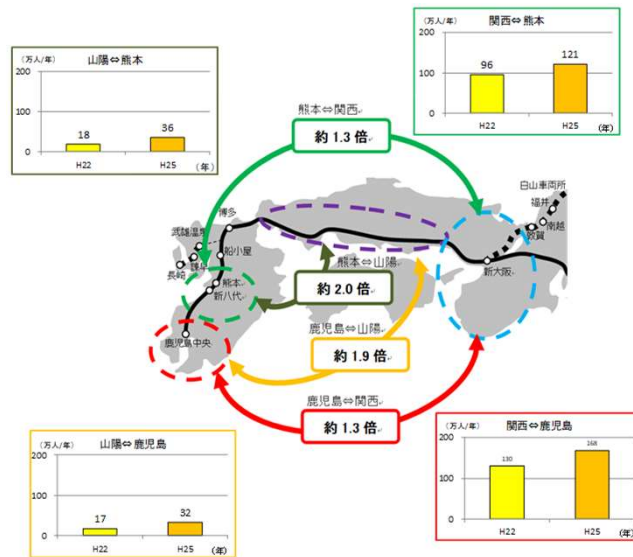 (万人/年)
山陽⇔熊本
200
100
0
18
36
H22
H25
(年)
(万人/年)
関西⇔熊本
200
100
0
96
121
H22
H25
(年)
熊本⇔関西
約1.3倍
白山車両所
福井
南越
敦賀
新大阪
博多
武雄温泉
船小屋
諫早
長崎
熊本
新八代
鹿児島中央
熊本⇔山陽
約2.0倍
鹿児島⇔山陽
約1.9倍
鹿児島⇔関西
約1.3倍
(万人/年)
山陽⇔鹿児島
200
100
0
17
32
H22
H25
(年)
(万人/年)
関西⇔鹿児島
200
100
0
130
168
H22
H25
(年)